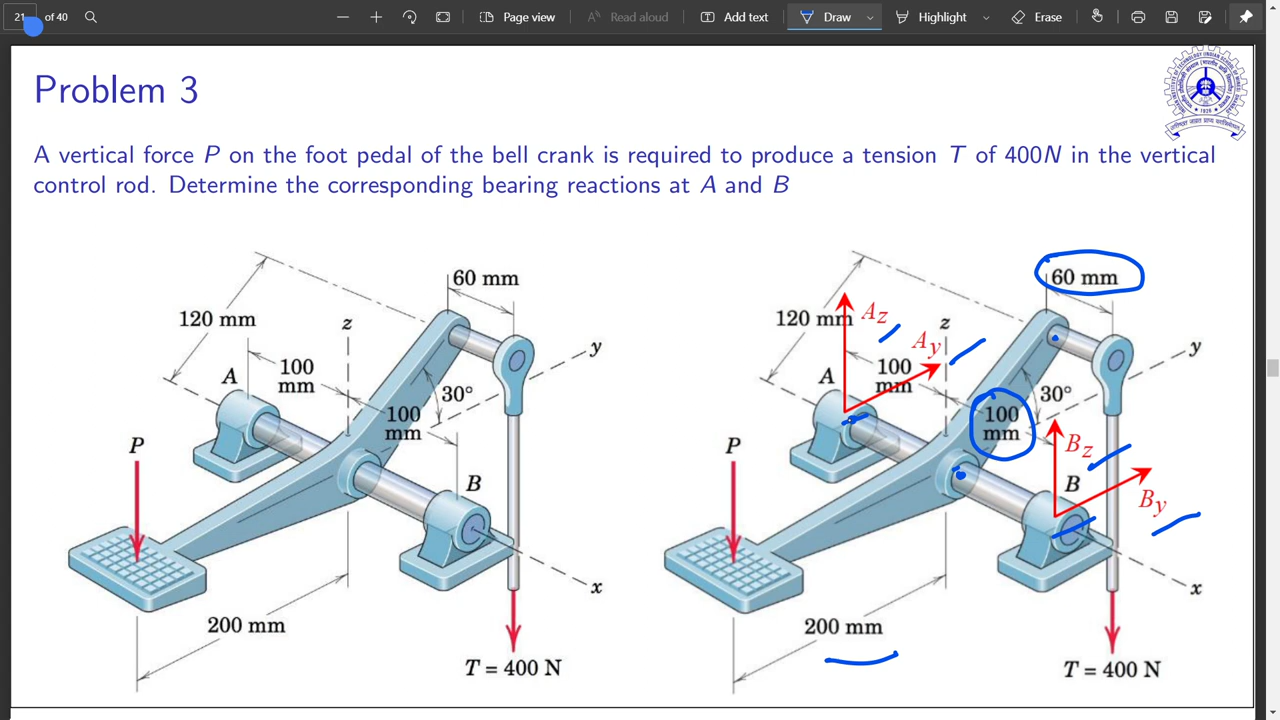 21 of 40 Page view Read aloud Add text Draw Highlight Erase
Problem 3
A vertical force P on the foot pedal of the bell crank is required to produce a tension T of 400N in the vertical
control rod. Determine the corresponding bearing reactions at A and B
60 mm
120 mm
z
y
100
mm
A
30°
100
mm
P
B
x
200 mm
T = 400 N
60 mm
120 mm
Az
z
Ay
y
100
mm
A
30°
100
mm
P
Bz
B
By
x
200 mm
T = 400 N